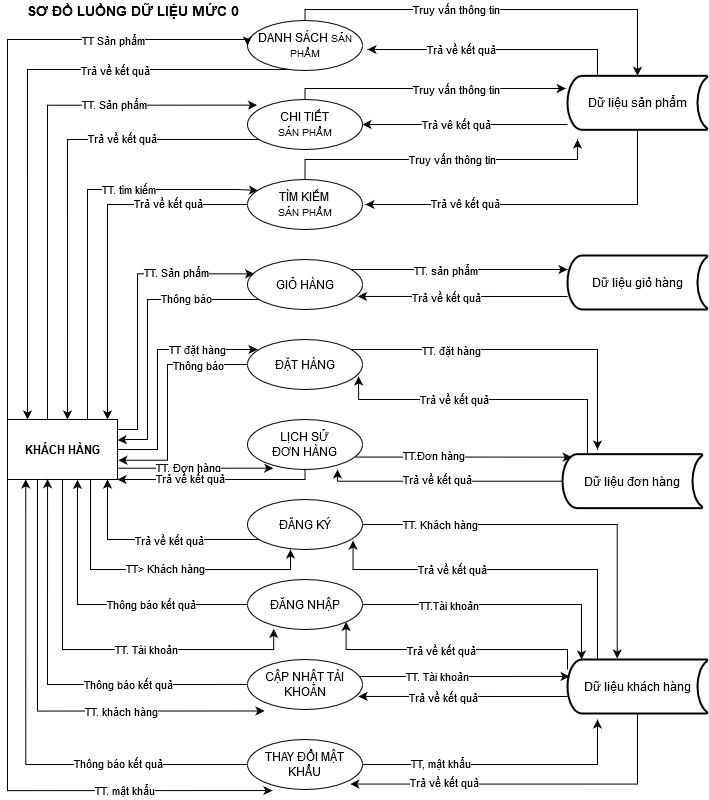 SƠ ĐỒ LUỒNG DỮ LIỆU MỨC 0
Truy vấn thông tin
TT Sản phẩm
DANH SÁCH SẢN
PHẨM
Trả về kết quả
Trả về kết quả
TT. Sản phẩm
Truy vấn thông tin
CHI TIẾT
SẢN PHẨM
Dữ liệu sản phẩm
Trả vê kết quả
Trả về kết quả
Truy vấn thông tin
TT. tìm kiếm
TÌM KIẾM
SẢN PHẨM
Trả về kết quả
Trả vê kết quả
TT. Sản phẩm
TT. sản phẩm
GIỎ HÀNG
Dữ liệu giỏ hàng
Thông báo
Trả về kết quả
TT đặt hàng
TT. đặt hàng
Thông báo
ĐẶT HÀNG
Trả về kết quả
KHÁCH HÀNG
LỊCH SỬ
ĐƠN HÀNG
TT.Đơn hàng
TT. Đơn hàng
Trả về kết quả
Trả về kết quả
Dữ liệu đơn hàng
ĐĂNG KÝ
TT. Khách hàng
Trả về kết quả
TT> Khách hàng
Trả về kết quả
Thông báo kết quả
ĐĂNG NHẬP
TT.Tài khoản
TT. Tài khoản
Trả về kết quả
CẬP NHẬT TÀI
KHOẢN
TT. Tài khoản
Thông báo kết quả
Trả về kết quả
Dữ liệu khách hàng
TT. khách hàng
THAY ĐỔI MẬT
KHẨU
Thông báo kết quả
TT, mật khẩu
Trả về kết quả
TT. mật khẩu